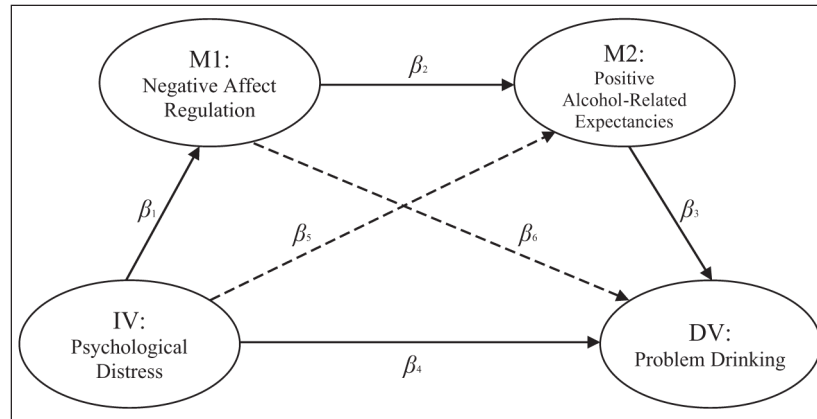 M1:
Negative Affect
Regulation
β2
M2:
Positive
Alcohol-Related
Expectancies
β1
β5
β6
β3
IV:
Psychological
Distress
β4
DV:
Problem Drinking